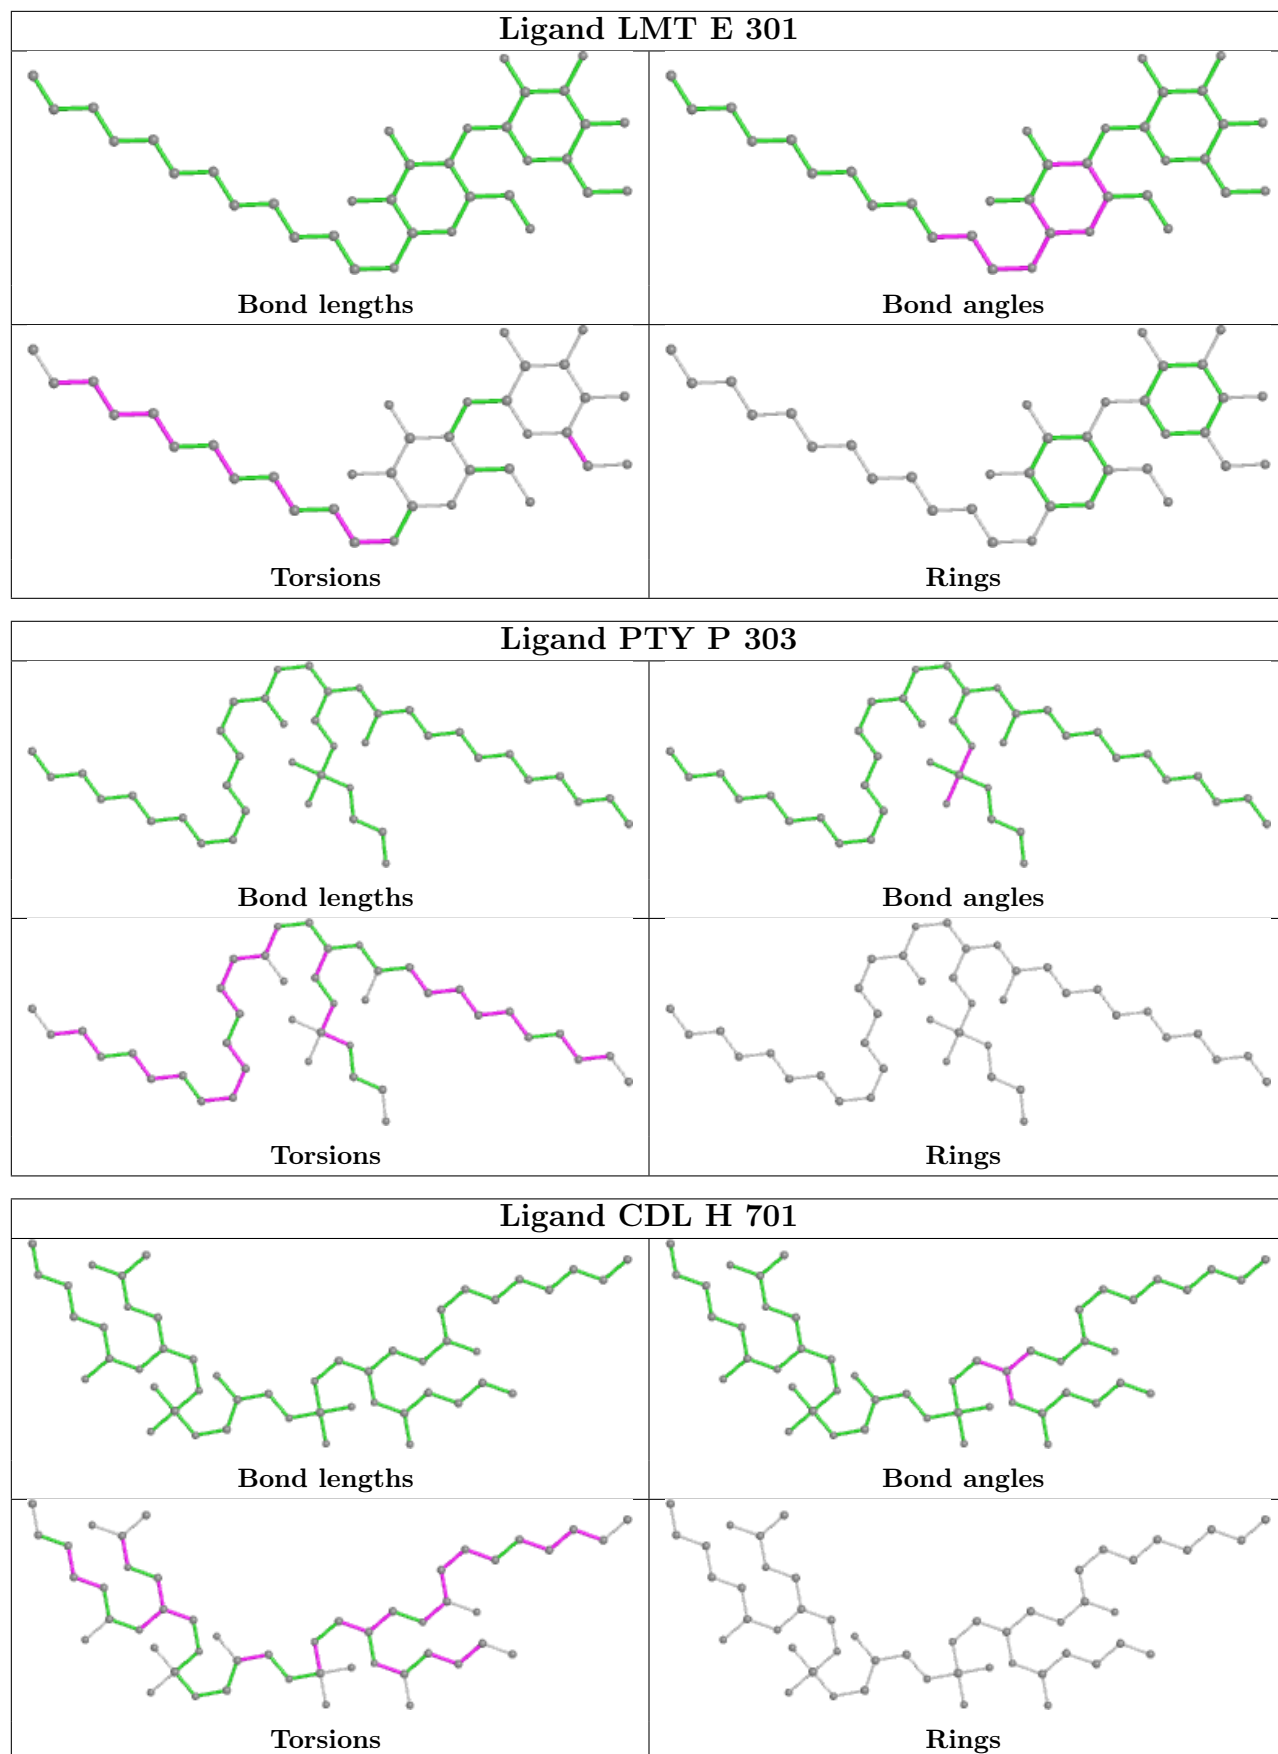 Ligand LMT E 301
Bond lengths
Bond angles
Torsions
Rings
Ligand PTY P 303
Bond lengths
Bond angles
Torsions
Rings
Ligand CDL H 701
Bond lengths
Bond angles
Torsions
Rings